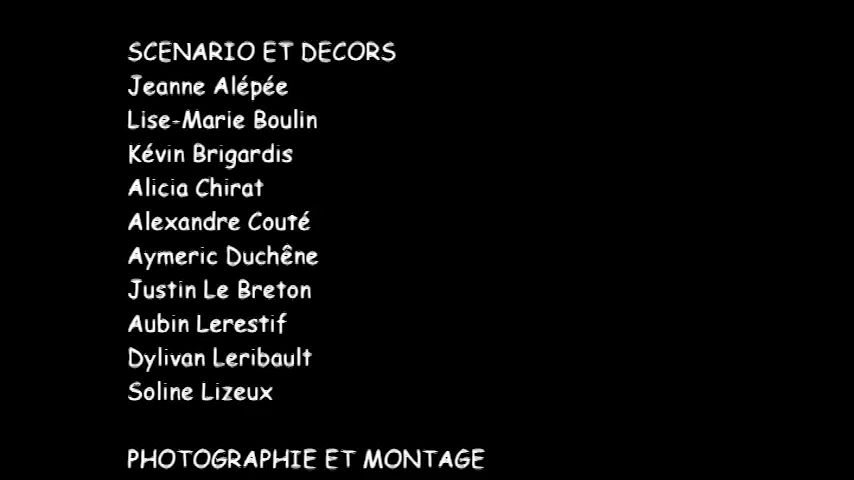 SCENARIO ET DECORS
Jeanne Alépée
Lise-Marie Boulin
Kévin Brigardis
Alicia Chirat
Alexandre Couté
Aymeric Duchêne
Justin Le Breton
Aubin Lerestif
Dylivan Leribault
Soline Lizeux
PHOTOGRAPHIE ET MONTAGE